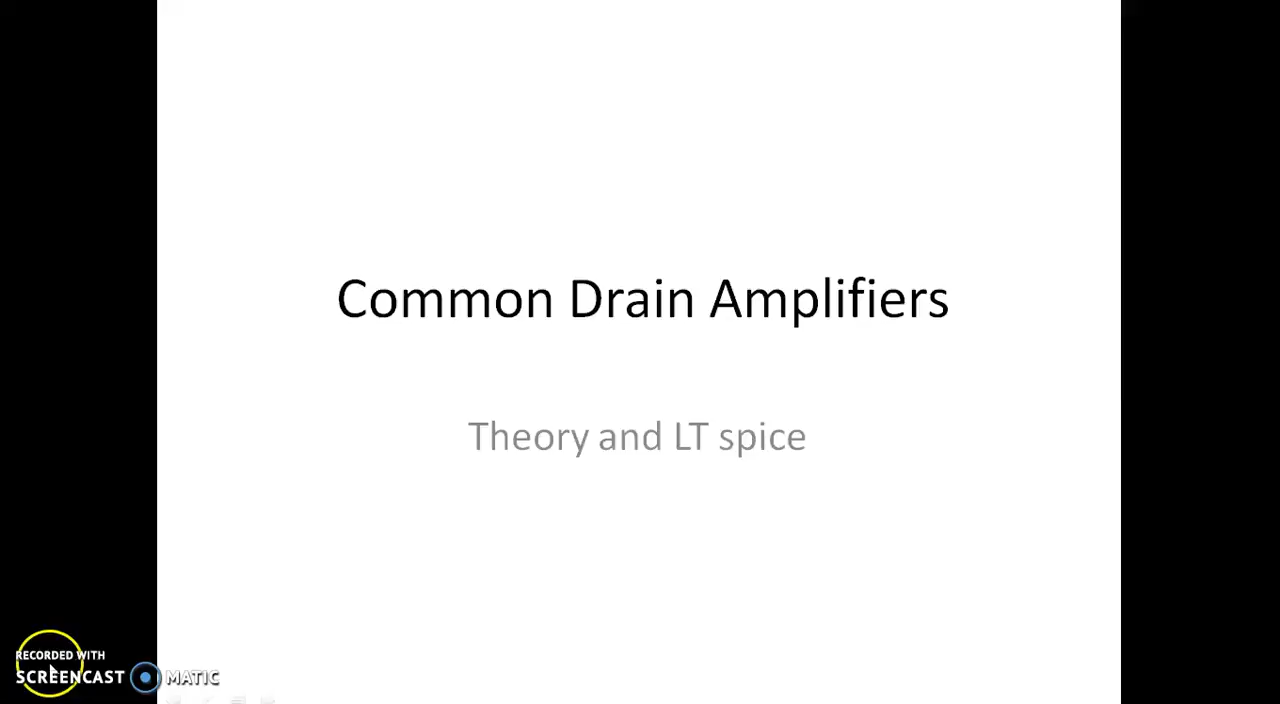 Common Drain Amplifiers
Theory and LT spice
RECORDED WITH
SCREENCAST MATIC